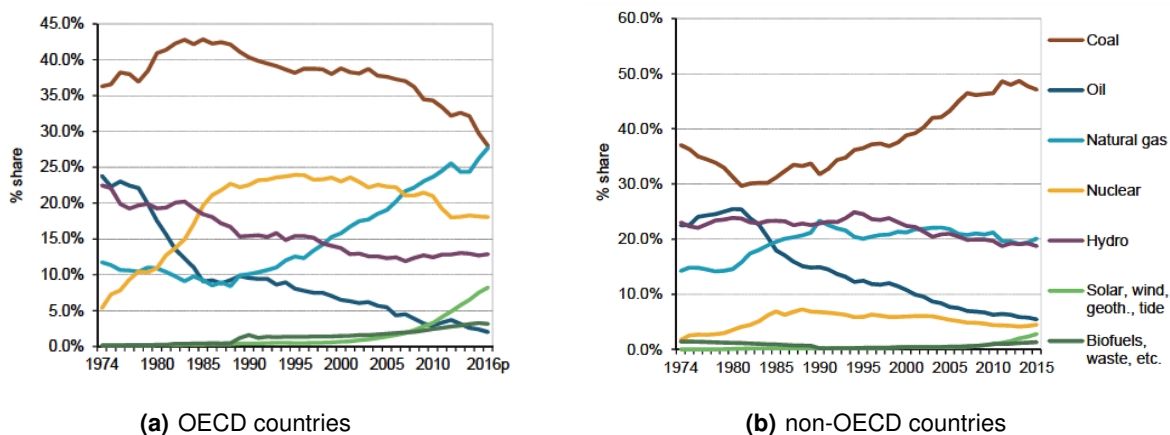 45.0%
40.0%
35.0%
30.0%
25.0%
20.0%
15.0%
10.0%
5.0%
0.0%
% share
1974 1980 1985 1990 1995 2000 2005 2010 2016p
(a) OECD countries
60.0%
50.0%
40.0%
30.0%
20.0%
10.0%
0.0%
% share
1974 1980 1985 1990 1995 2000 2005 2010 2015
Coal
Oil
Natural gas
Nuclear
Hydro
Solar, wind,
geoth., tide
Biofuels,
waste, etc.
(b) non-OECD countries